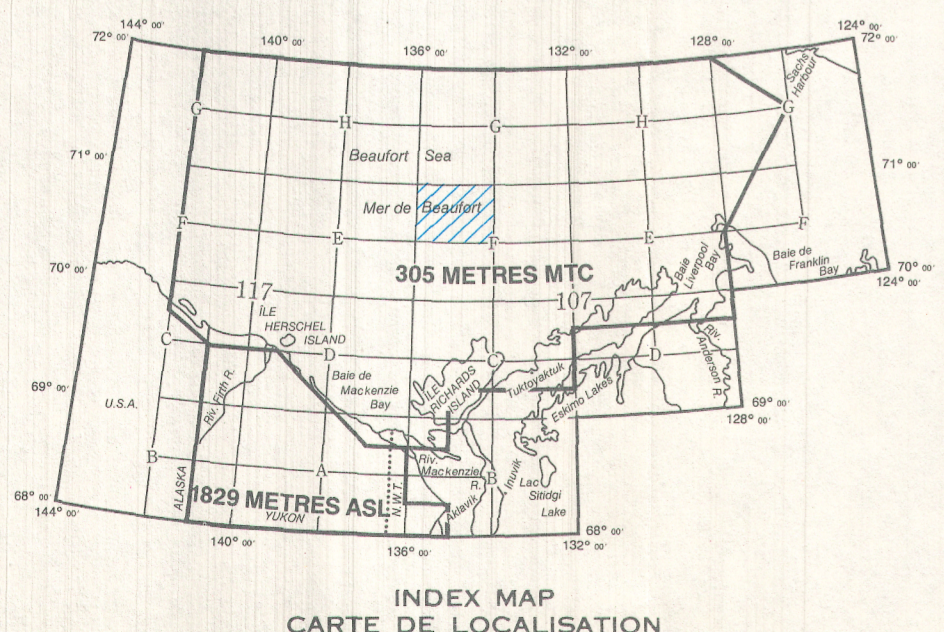 144° 00′
72° 00′
140° 00′
136° 00′
132° 00′
128° 00′
124° 00′
72° 00′
Sachs
Harbour
G
H
G
H
G
71° 00′
Beaufort Sea
71° 00′
Mer de Beaufort
F
E
F
E
F
Baie
Liverpool
Bay
Baie de
Franklin
Bay
70° 00′
305 METRES MTC
70° 00′
124° 00′
117
107
ÎLE
HERSCHEL
ISLAND
C
D
C
D
Riv.
Anderson R.
Baie de
Mackenzie
Bay
ÎLE
RICHARDS
ISLAND
Tuktoyaktuk
Eskimo Lakes
69° 00′
U.S.A.
Riv. Firth R.
69° 00′
128° 00′
B
A
B
Riv.
Mackenzie
R.
Inuvik
Lac
Sitidgi
Lake
68° 00′
144° 00′
ALASKA
1829 METRES ASL
YUKON
N.W.T.
Aklavik
68° 00′
140° 00′
136° 00′
132° 00′
INDEX MAP
CARTE DE LOCALISATION